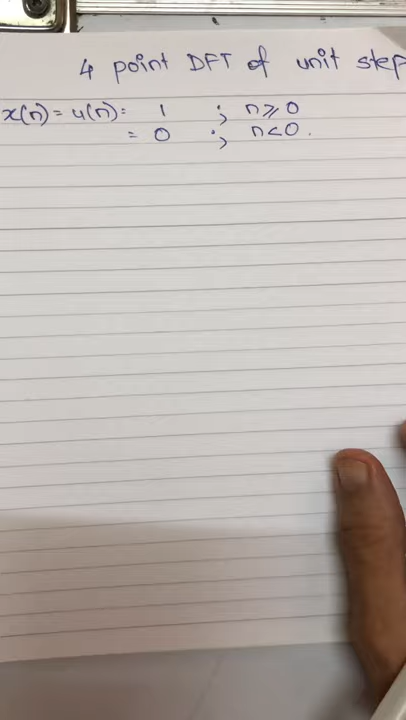 4 point DFT of unit step
x(n) = u(n) = 1 ; n ≥ 0
= 0 ; n < 0.